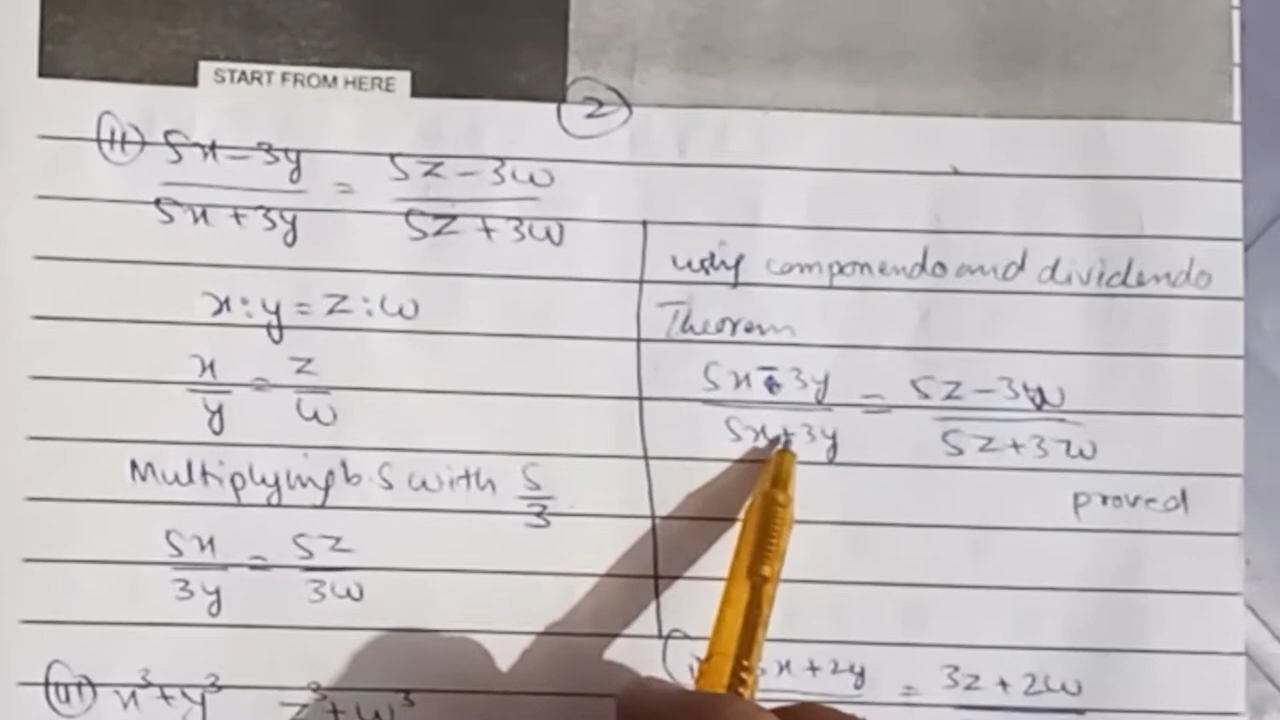 START FROM HERE
2
(ii) 5x-3y / 5x+3y = 5z-3w / 5z+3w
x:y = z:w
x/y = z/w
Multiplying b.s with 5/3
5x/3y = 5z/3w
using componendo and dividendo
Theorem
5x-3y / 5x+3y = 5z-3w / 5z+3w
proved
(iii) x³+y³
+w³
x+2y = 3z+2w